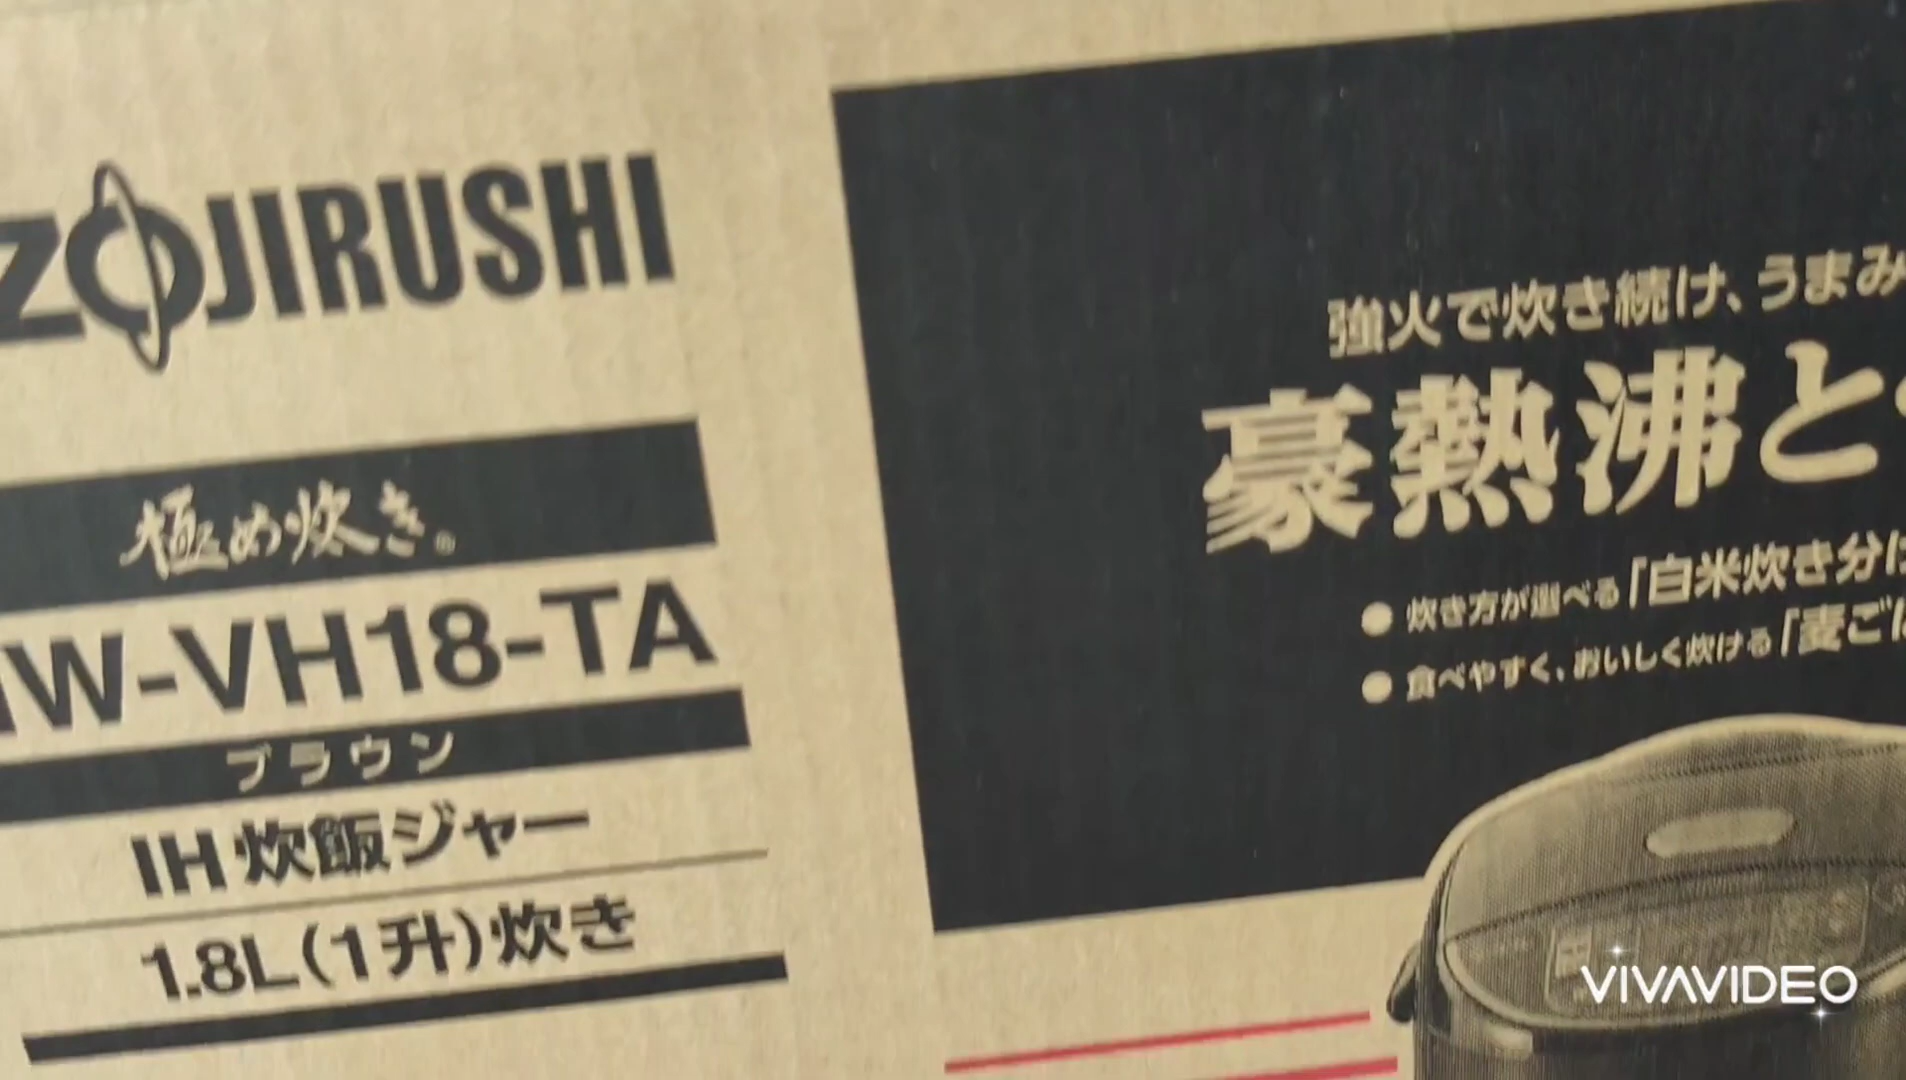 ZOJIRUSHI
極め炊き。
W-VH18-TA
ブラウン
IH炊飯ジャー
1.8L(1升)炊き
強火で炊き続け、うまみ
豪熱沸と
● 炊き方が選べる「白米炊き分け
● 食べやすく、おいしく炊ける「麦ごは
VIVAVIDEO